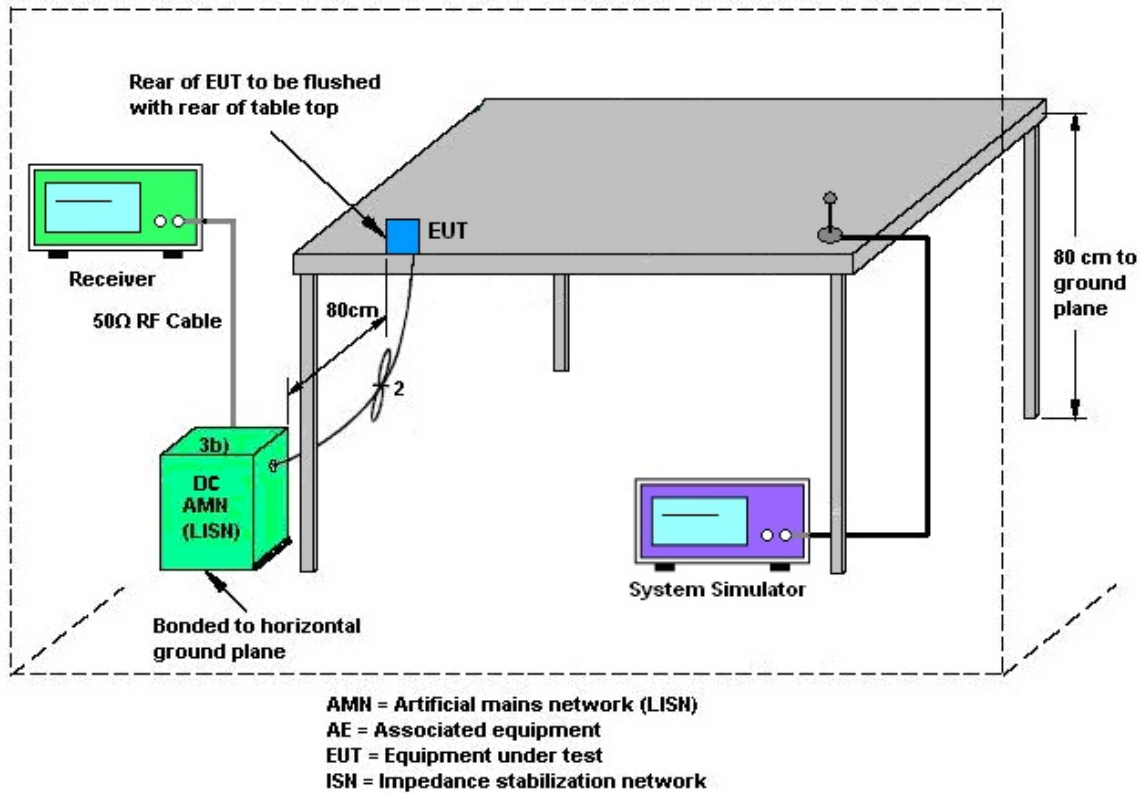 Rear of EUT to be flushed
with rear of table top
EUT
Receiver
50Ω RF Cable
80cm
2
80 cm to
ground
plane
3b)
DC
AMN
(LISN)
System Simulator
Bonded to horizontal
ground plane
AMN = Artificial mains network (LISN)
AE = Associated equipment
EUT = Equipment under test
ISN = Impedance stabilization network